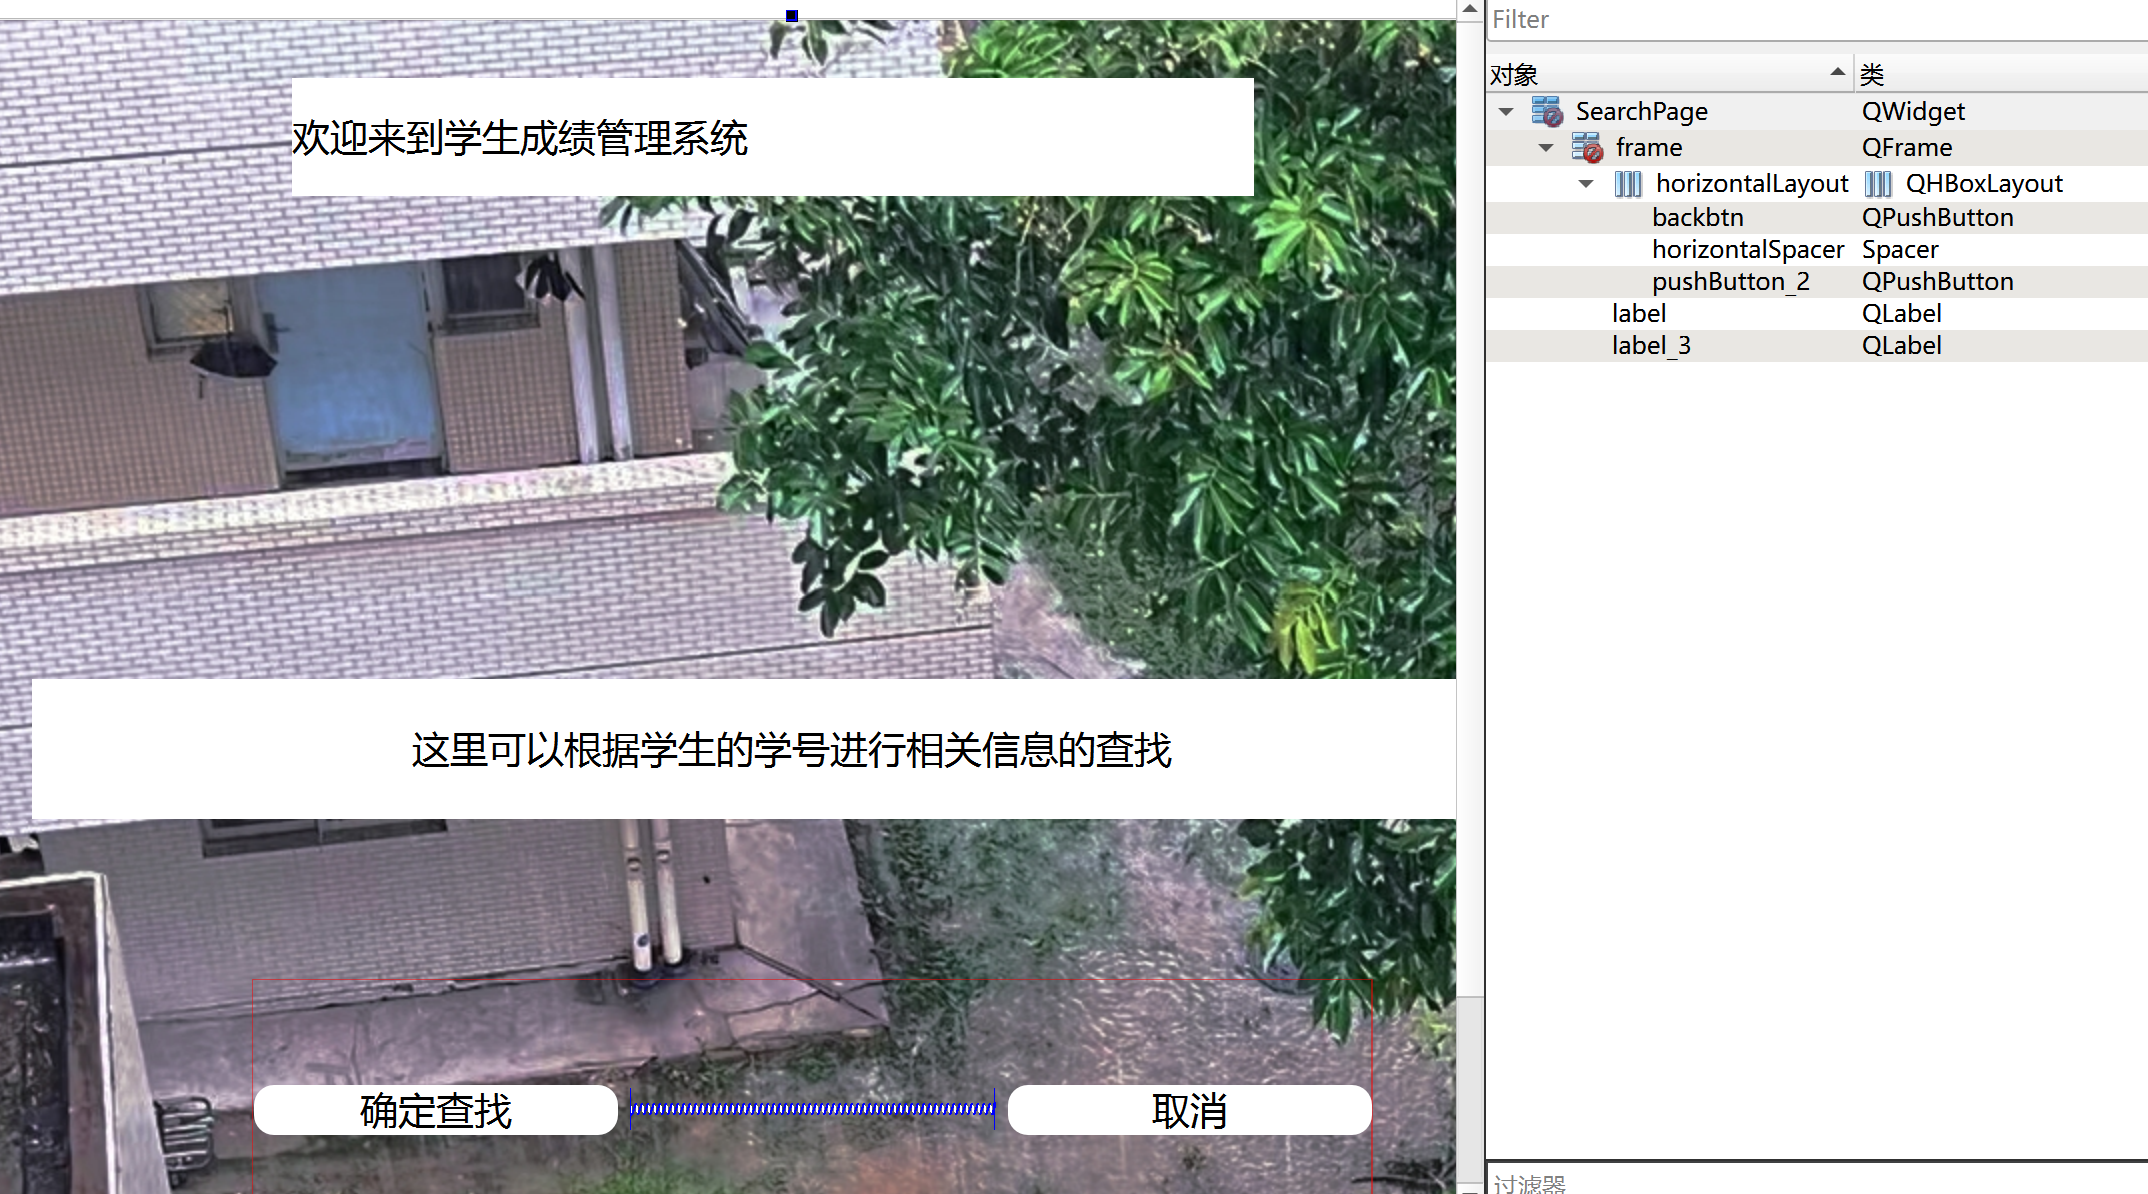 Filter
对象 类
SearchPage QWidget
frame QFrame
horizontalLayout QHBoxLayout
backbtn QPushButton
horizontalSpacer Spacer
pushButton_2 QPushButton
label QLabel
label_3 QLabel
过滤器
欢迎来到学生成绩管理系统
这里可以根据学生的学号进行相关信息的查找
确定查找
取消